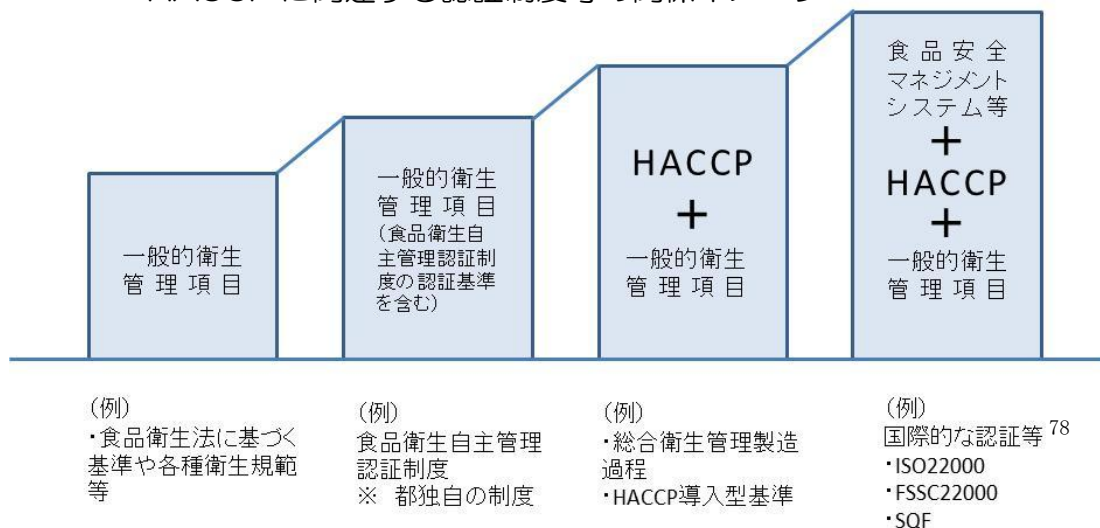 一般的衛生
管 理 項 目
一般的衛生
管 理 項 目
(食品衛生自
主管理認証制
度の認証基準
を含む)
HACCP
+
一般的衛生
管 理 項 目
食 品 安 全
マネジメント
システム等
+
HACCP
+
一般的衛生
管 理 項 目
(例)
・食品衛生法に基づく
基準や各種衛生規範
等
(例)
食品衛生自主管理
認証制度
※ 都独自の制度
(例)
・総合衛生管理製造
過程
・HACCP導入型基準
(例)
国際的な認証等78
・ISO22000
・FSSC22000
・SQF